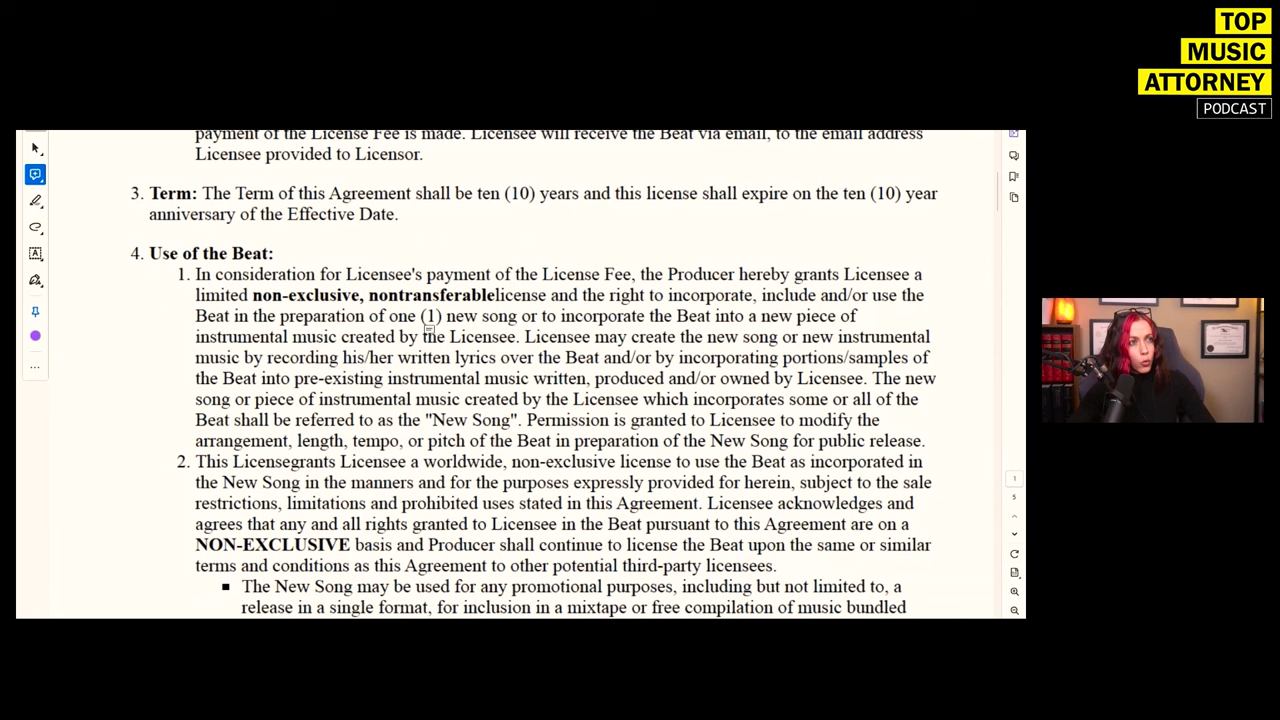 TOP
MUSIC
ATTORNEY
PODCAST
payment of the License Fee is made. Licensee will receive the Beat via email, to the email address
Licensee provided to Licensor.
3. Term: The Term of this Agreement shall be ten (10) years and this license shall expire on the ten (10) year
anniversary of the Effective Date.
4. Use of the Beat:
1. In consideration for Licensee's payment of the License Fee, the Producer hereby grants Licensee a
limited non-exclusive, nontransferablelicense and the right to incorporate, include and/or use the
Beat in the preparation of one (1) new song or to incorporate the Beat into a new piece of
instrumental music created by the Licensee. Licensee may create the new song or new instrumental
music by recording his/her written lyrics over the Beat and/or by incorporating portions/samples of
the Beat into pre-existing instrumental music written, produced and/or owned by Licensee. The new
song or piece of instrumental music created by the Licensee which incorporates some or all of the
Beat shall be referred to as the "New Song". Permission is granted to Licensee to modify the
arrangement, length, tempo, or pitch of the Beat in preparation of the New Song for public release.
2. This Licensegrants Licensee a worldwide, non-exclusive license to use the Beat as incorporated in
the New Song in the manners and for the purposes expressly provided for herein, subject to the sale
restrictions, limitations and prohibited uses stated in this Agreement. Licensee acknowledges and
agrees that any and all rights granted to Licensee in the Beat pursuant to this Agreement are on a
NON-EXCLUSIVE basis and Producer shall continue to license the Beat upon the same or similar
terms and conditions as this Agreement to other potential third-party licensees.
▪ The New Song may be used for any promotional purposes, including but not limited to, a
release in a single format, for inclusion in a mixtape or free compilation of music bundled
1
5